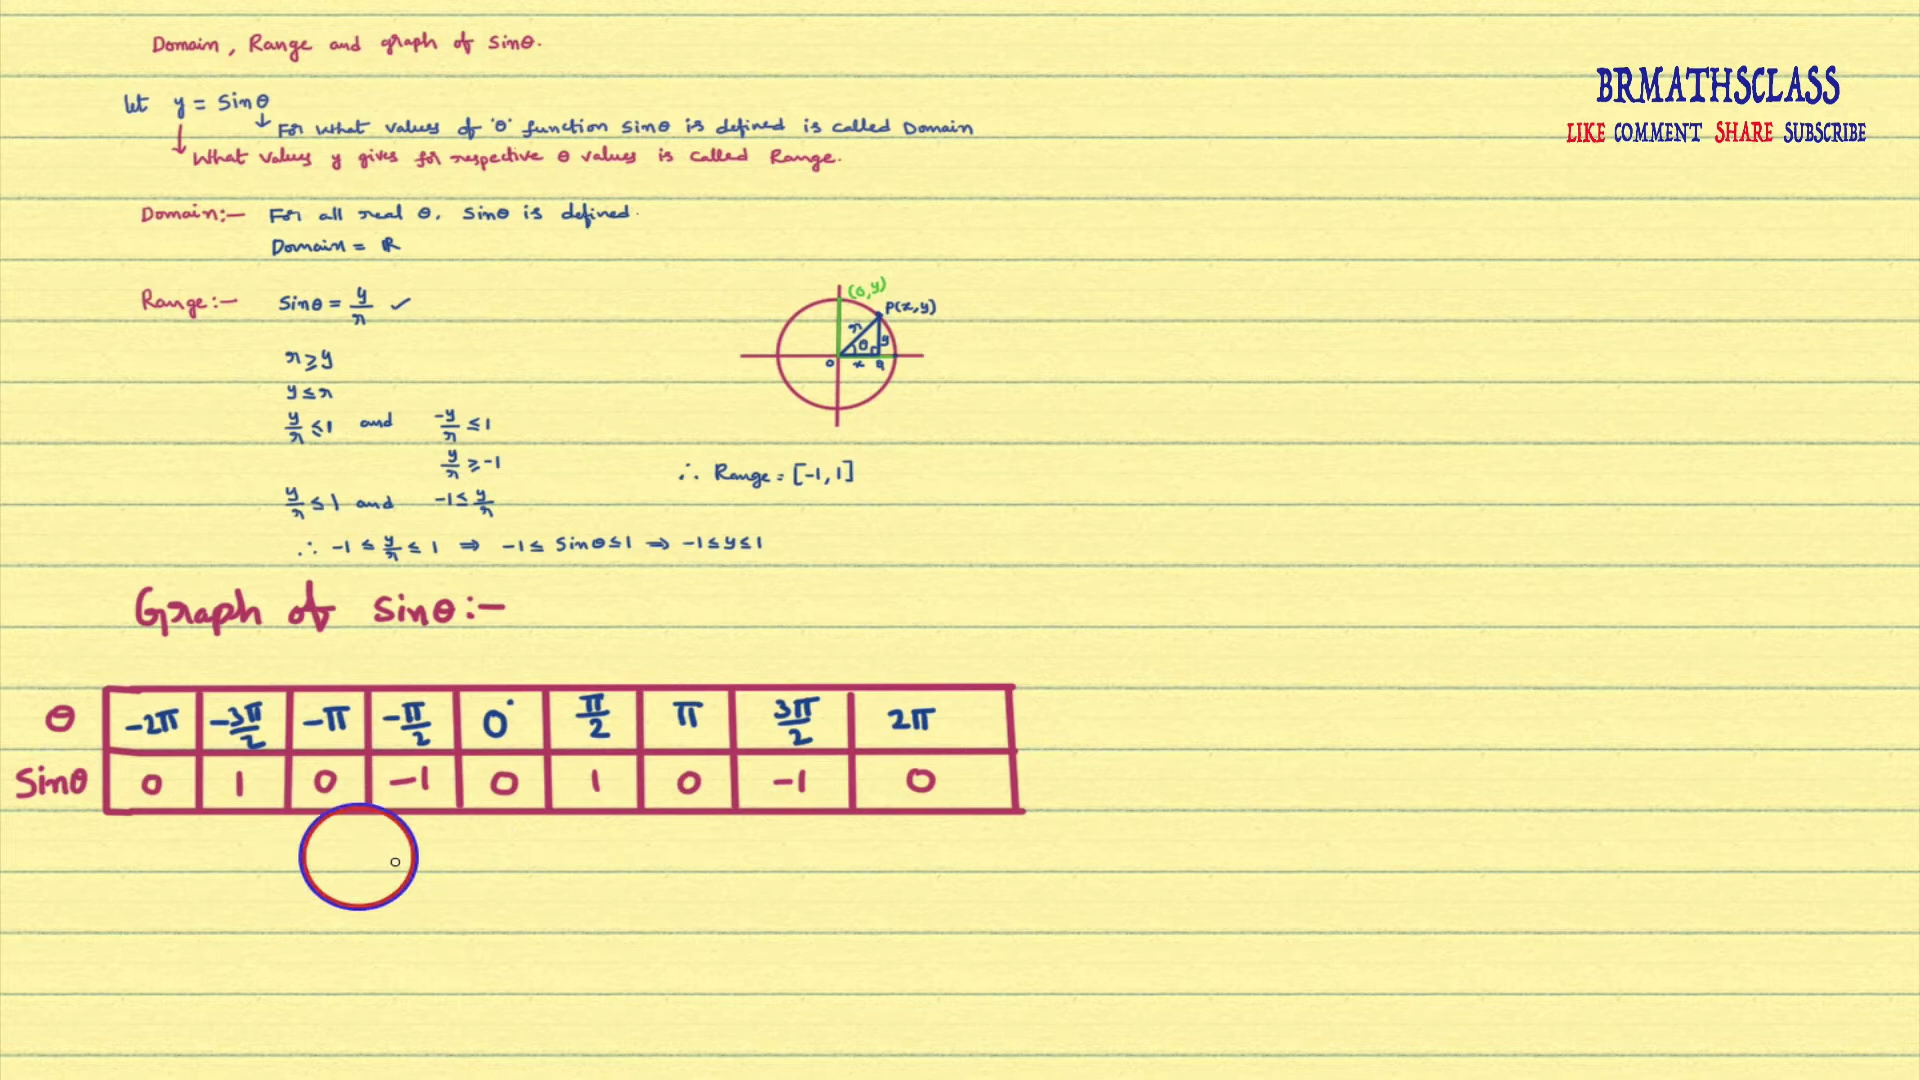 Domain, Range and graph of sinθ.
BRMATHSCLASS
LIKE COMMENT SHARE SUBSCRIBE
let y = sinθ
For what values of 'θ' function sinθ is defined is called Domain
What values y gives for respective θ values is called Range.
Domain:- For all real θ, sinθ is defined.
Domain = R
Range:- sinθ = y/r ✓
(0,y)
P(x,y)
r
θ
y
O x Q
r ≥ y
y ≤ r
y/r ≤ 1 and -y/r ≤ 1
y/r ≥ -1
∴ Range = [-1, 1]
y/r ≤ 1 and -1 ≤ y/r
∴ -1 ≤ y/r ≤ 1 ⇒ -1 ≤ sinθ ≤ 1 ⇒ -1 ≤ y ≤ 1
Graph of sinθ:-
θ -2π -3π/2 -π -π/2 0° π/2 π 3π/2 2π
sinθ 0 1 0 -1 0 1 0 -1 0